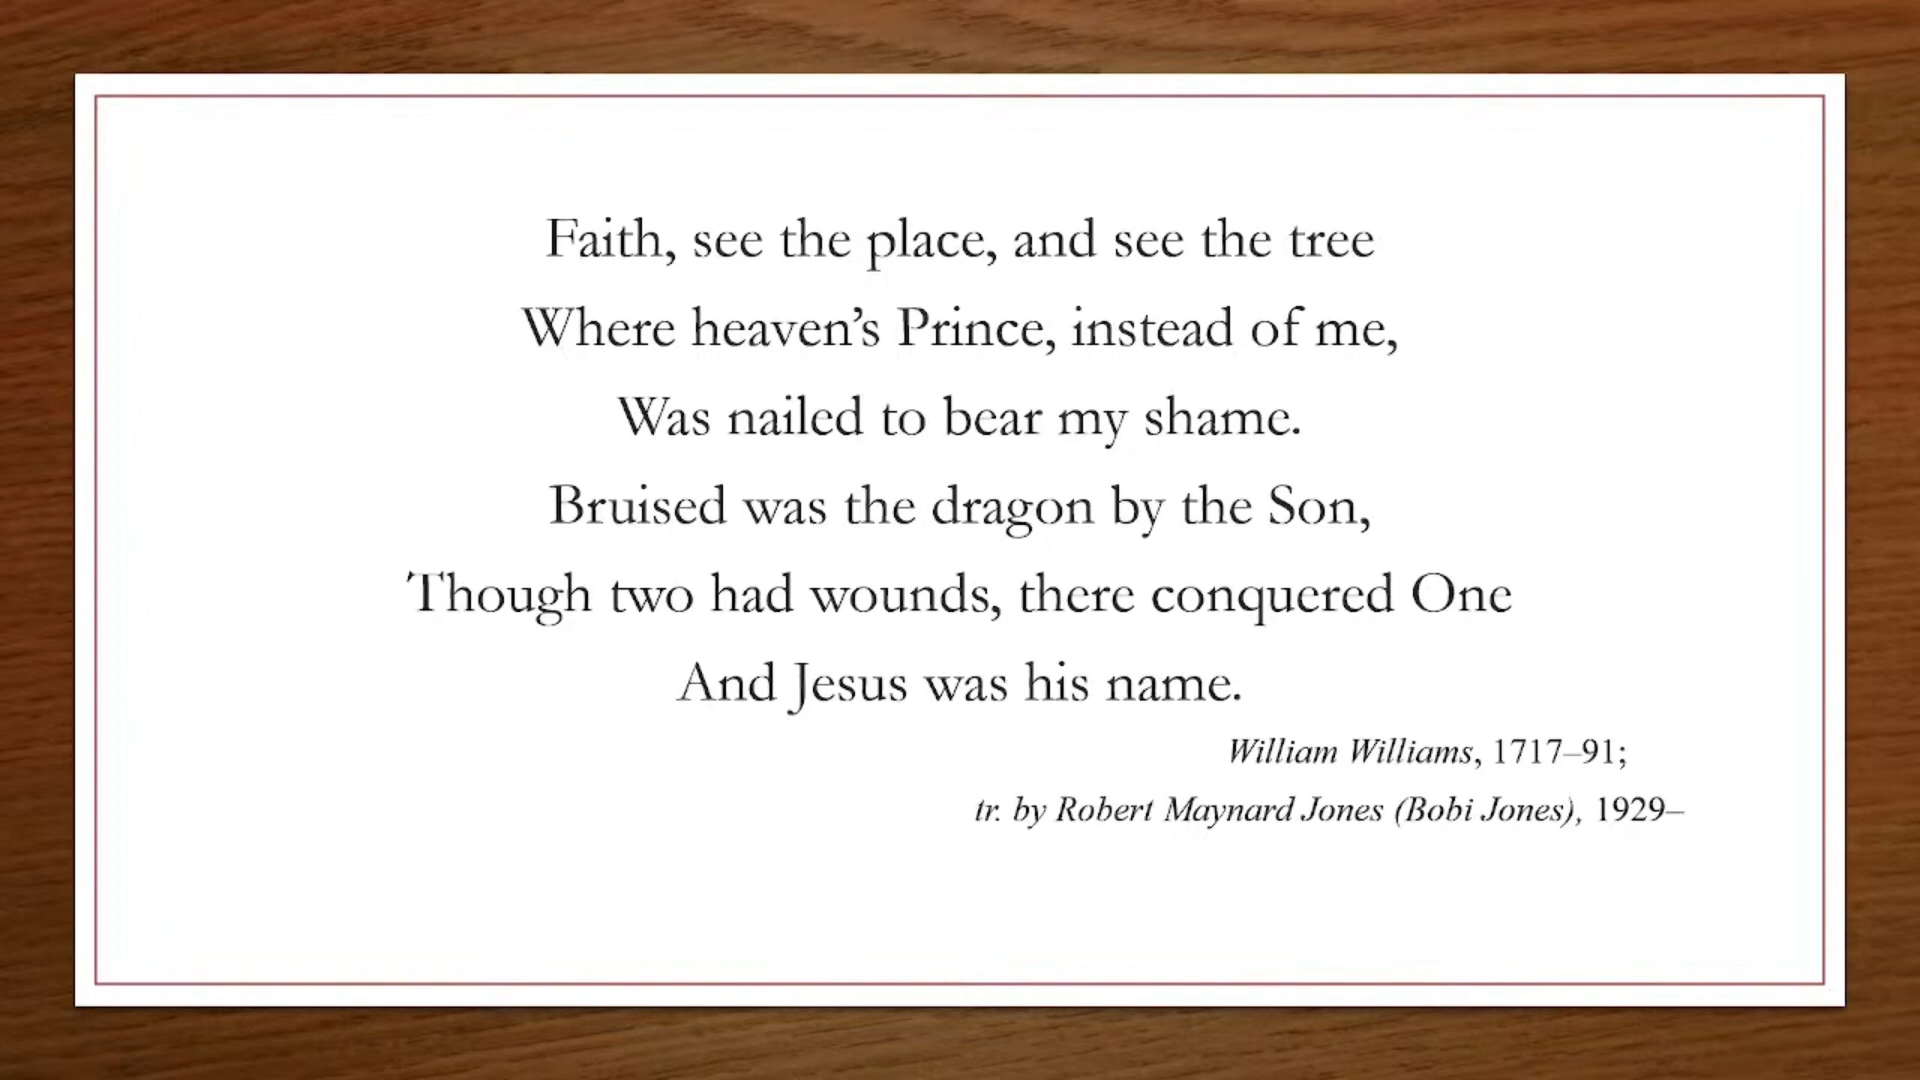 Faith, see the place, and see the tree
Where heaven’s Prince, instead of me,
Was nailed to bear my shame.
Bruised was the dragon by the Son,
Though two had wounds, there conquered One
And Jesus was his name.
William Williams, 1717–91;
tr. by Robert Maynard Jones (Bobi Jones), 1929–